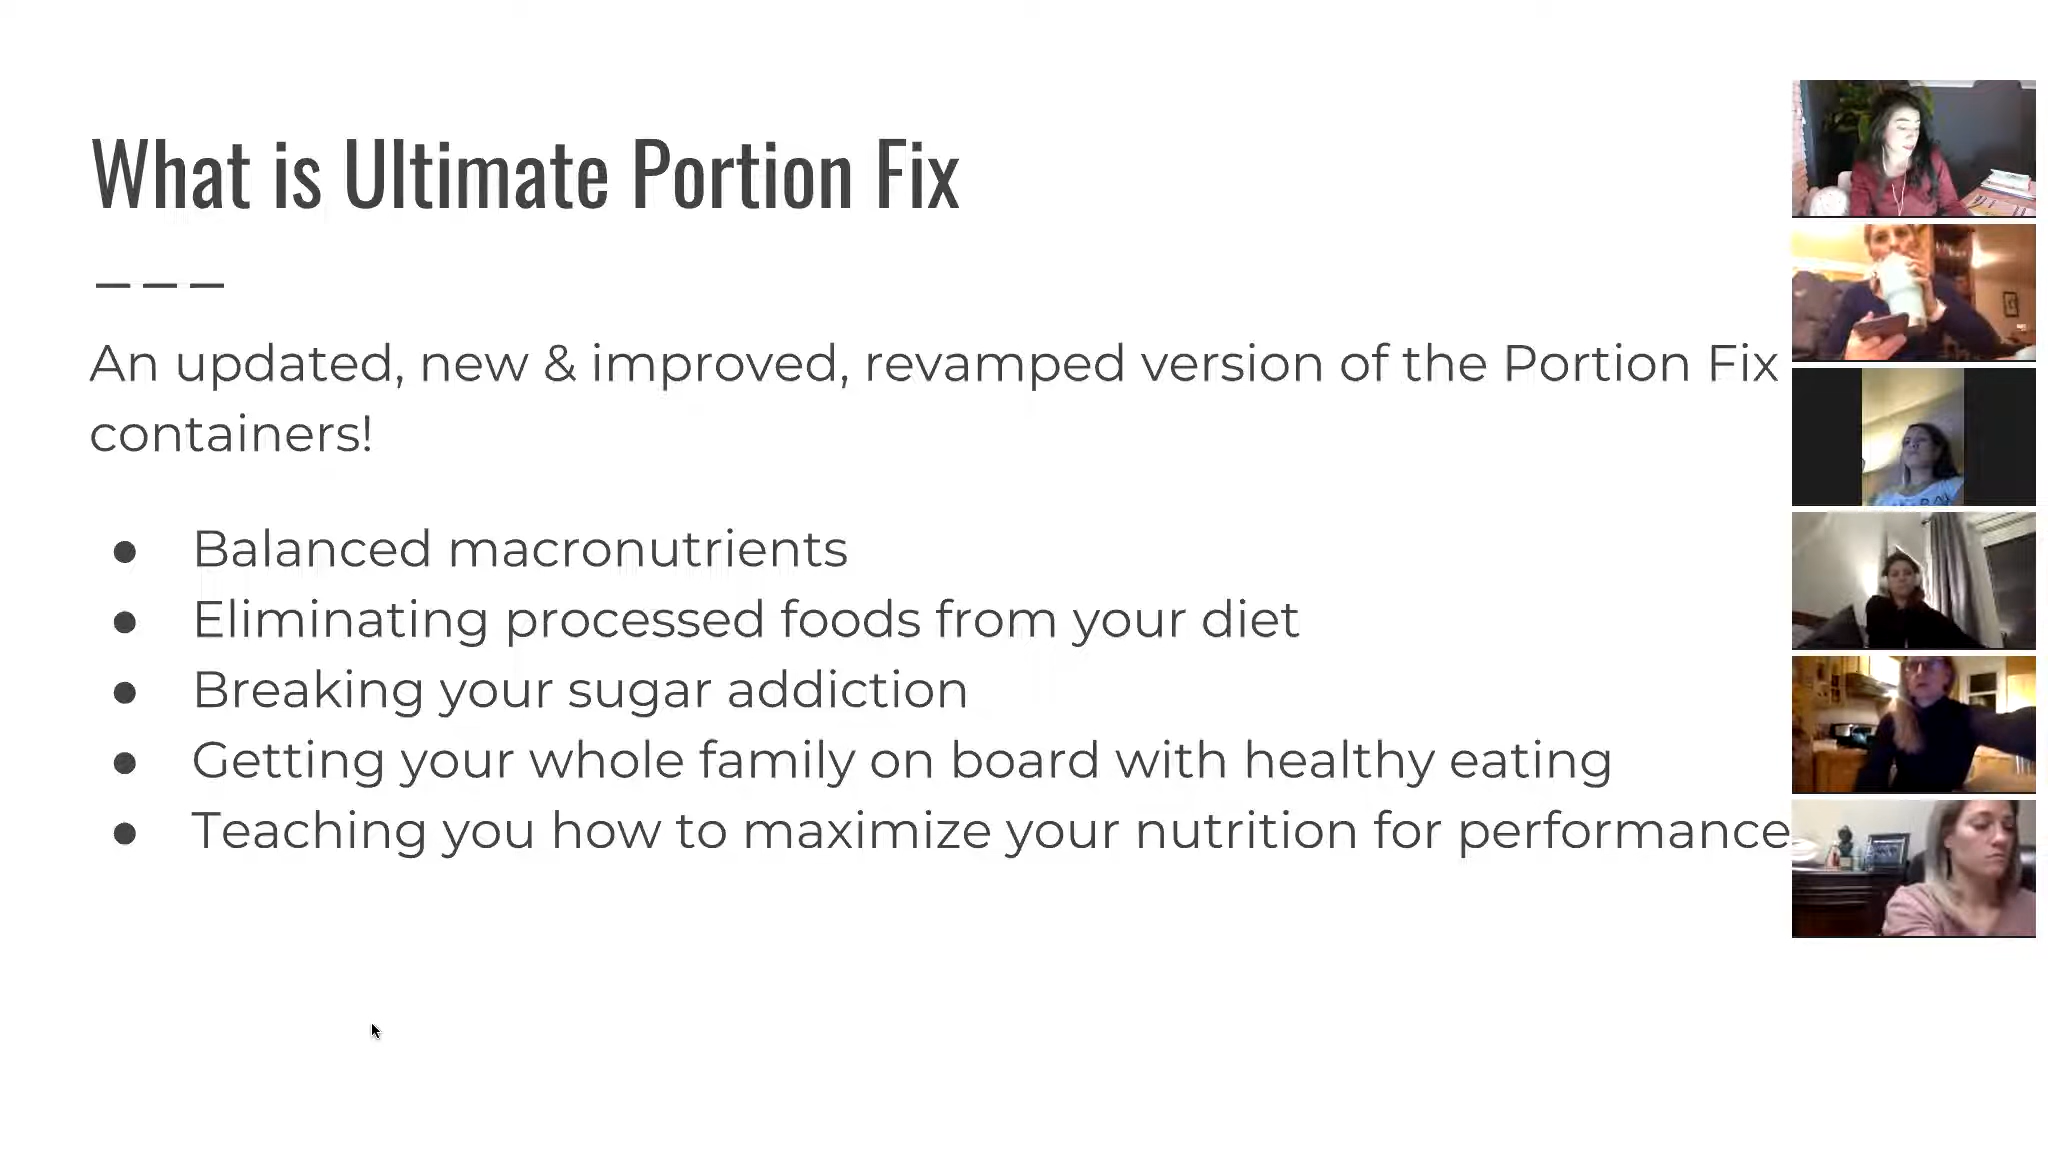 What is Ultimate Portion Fix
An updated, new & improved, revamped version of the Portion Fix
containers!
● Balanced macronutrients
● Eliminating processed foods from your diet
● Breaking your sugar addiction
● Getting your whole family on board with healthy eating
● Teaching you how to maximize your nutrition for performance